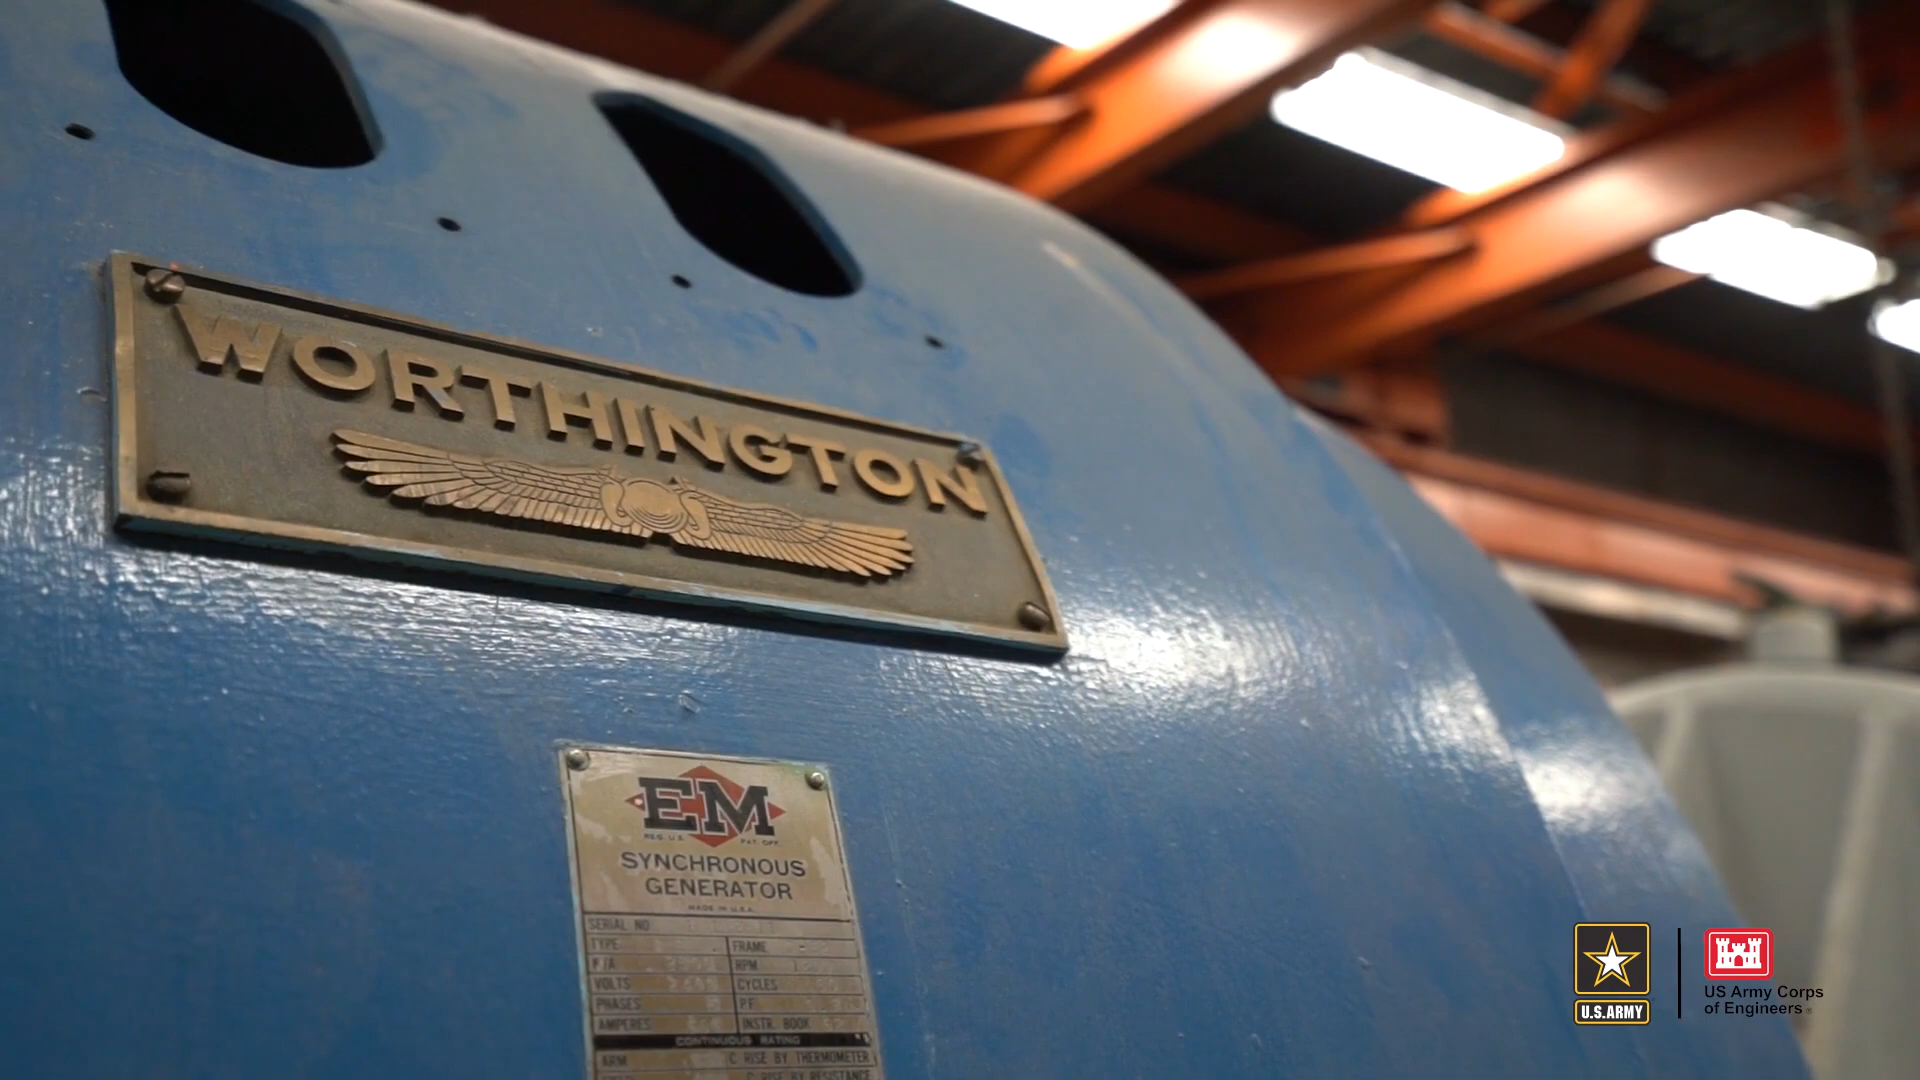 WORTHINGTON
EM
REG. U.S. PAT. OFF.
SYNCHRONOUS
GENERATOR
MADE IN U.S.A.
SERIAL NO
TYPE FRAME
RPM
VOLTS CYCLES
PHASES P F
AMPERES INSTR. BOOK
CONTINUOUS RATING
ARM C RISE BY THERMOMETER
C RISE BY RESISTANCE
U.S. ARMY
US Army Corps
of Engineers